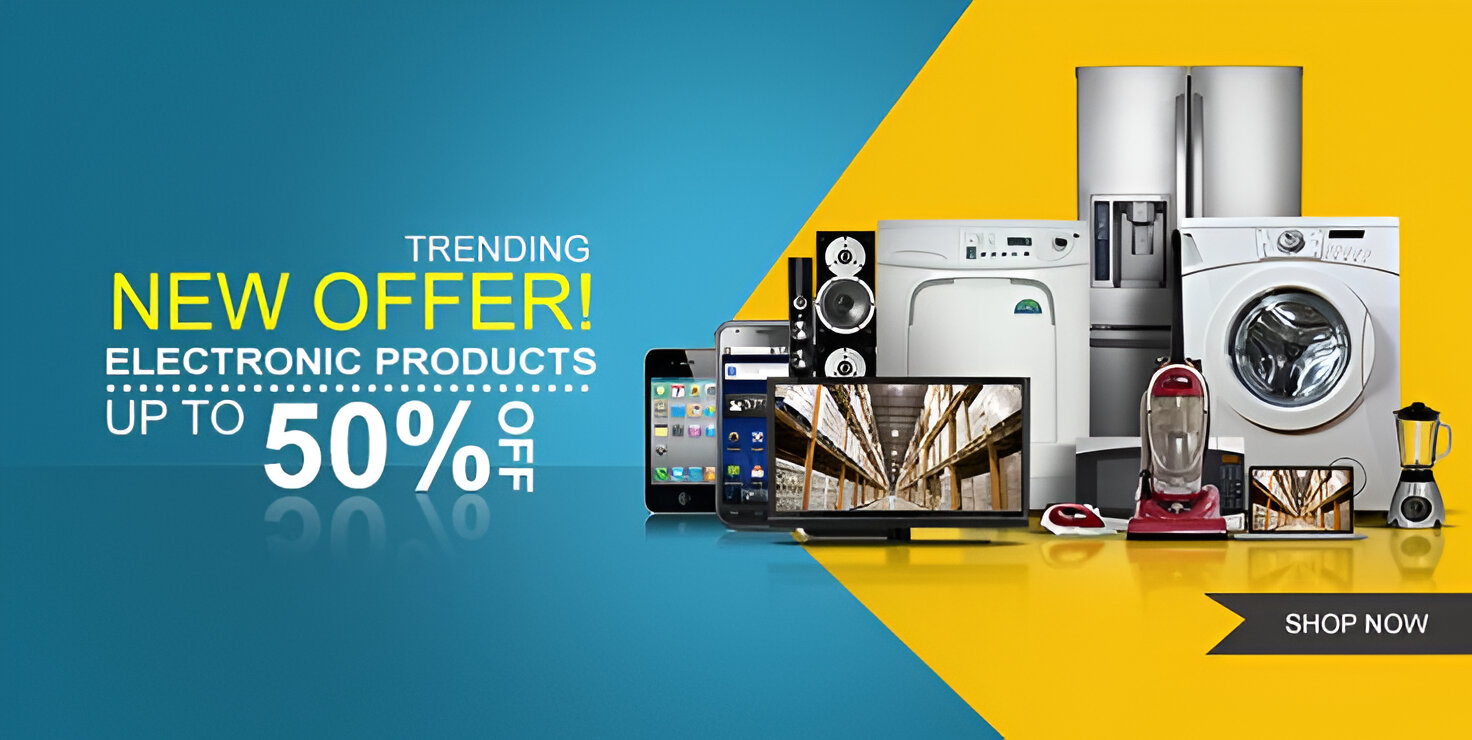 TRENDING
NEW OFFER!
ELECTRONIC PRODUCTS
UP TO 50% OFF
SHOP NOW